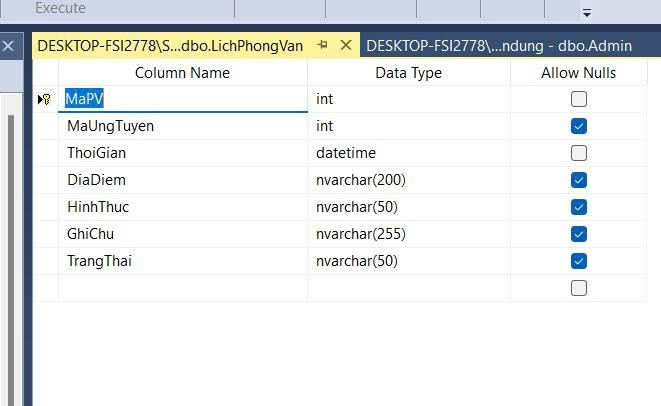 Execute
DESKTOP-FSI2778\S...dbo.LichPhongVan DESKTOP-FSI2778\...ndung - dbo.Admin
Column Name Data Type Allow Nulls
MaPV int
MaUngTuyen int
ThoiGian datetime
DiaDiem nvarchar(200)
HinhThuc nvarchar(50)
GhiChu nvarchar(255)
TrangThai nvarchar(50)